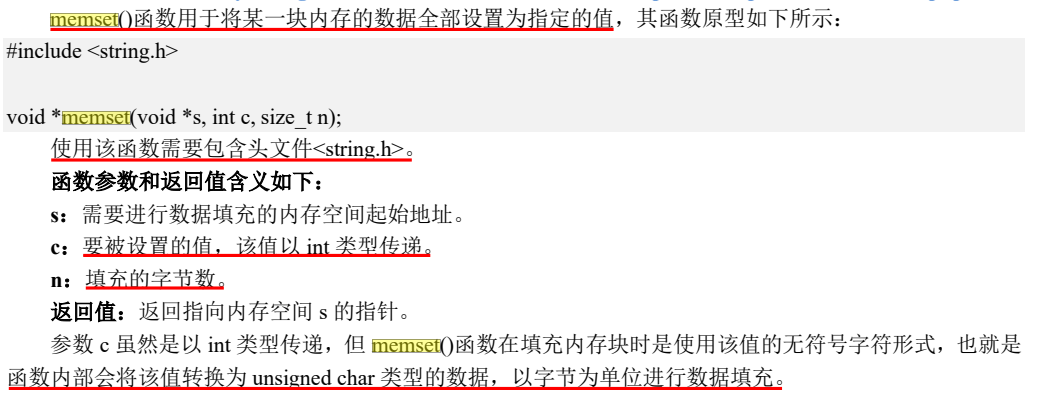 memset()函数用于将某一块内存的数据全部设置为指定的值，其函数原型如下所示：
#include <string.h>
void *memset(void *s, int c, size_t n);
使用该函数需要包含头文件<string.h>。
函数参数和返回值含义如下：
s：需要进行数据填充的内存空间起始地址。
c：要被设置的值，该值以 int 类型传递。
n：填充的字节数。
返回值：返回指向内存空间 s 的指针。
参数 c 虽然是以 int 类型传递，但 memset()函数在填充内存块时是使用该值的无符号字符形式，也就是
函数内部会将该值转换为 unsigned char 类型的数据，以字节为单位进行数据填充。